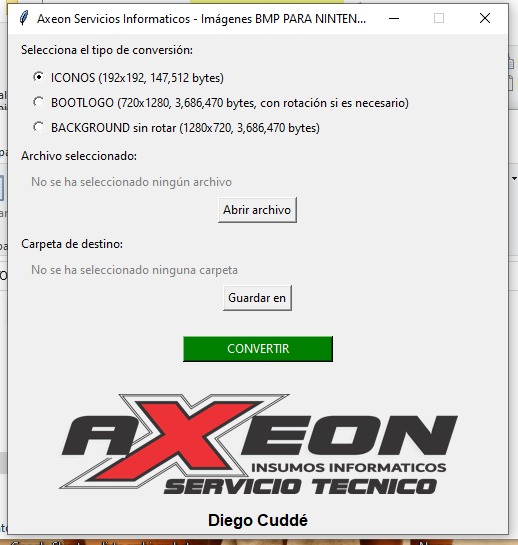 Axeon Servicios Informaticos - Imágenes BMP PARA NINTEN...
Selecciona el tipo de conversión:
ICONOS (192x192, 147,512 bytes)
BOOTLOGO (720x1280, 3,686,470 bytes, con rotación si es necesario)
BACKGROUND sin rotar (1280x720, 3,686,470 bytes)
Archivo seleccionado:
No se ha seleccionado ningún archivo
Abrir archivo
Carpeta de destino:
No se ha seleccionado ninguna carpeta
Guardar en
CONVERTIR
AXEON
INSUMOS INFORMATICOS
SERVICIO TECNICO
Diego Cuddé